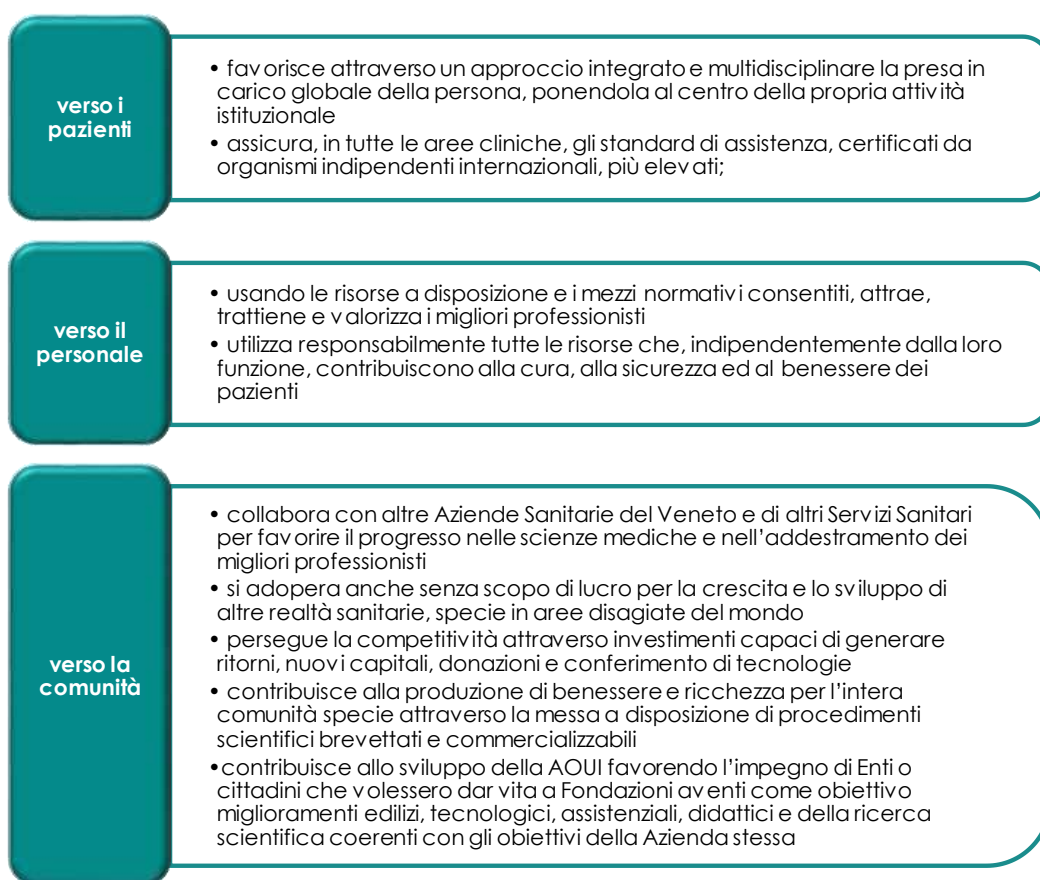 verso i
pazienti
• favorisce attraverso un approccio integrato e multidisciplinare la presa in
carico globale della persona, ponendola al centro della propria attività
istituzionale
• assicura, in tutte le aree cliniche, gli standard di assistenza, certificati da
organismi indipendenti internazionali, più elevati;
verso il
personale
• usando le risorse a disposizione e i mezzi normativi consentiti, attrae,
trattiene e valorizza i migliori professionisti
• utilizza responsabilmente tutte le risorse che, indipendentemente dalla loro
funzione, contribuiscono alla cura, alla sicurezza ed al benessere dei
pazienti
verso la
comunità
• collabora con altre Aziende Sanitarie del Veneto e di altri Servizi Sanitari
per favorire il progresso nelle scienze mediche e nell'addestramento dei
migliori professionisti
• si adopera anche senza scopo di lucro per la crescita e lo sviluppo di
altre realtà sanitarie, specie in aree disagiate del mondo
• persegue la competitività attraverso investimenti capaci di generare
ritorni, nuovi capitali, donazioni e conferimento di tecnologie
• contribuisce alla produzione di benessere e ricchezza per l'intera
comunità specie attraverso la messa a disposizione di procedimenti
scientifici brevettati e commercializzabili
•contribuisce allo sviluppo della AOUI favorendo l'impegno di Enti o
cittadini che volessero dar vita a Fondazioni aventi come obiettivo
miglioramenti edilizi, tecnologici, assistenziali, didattici e della ricerca
scientifica coerenti con gli obiettivi della Azienda stessa